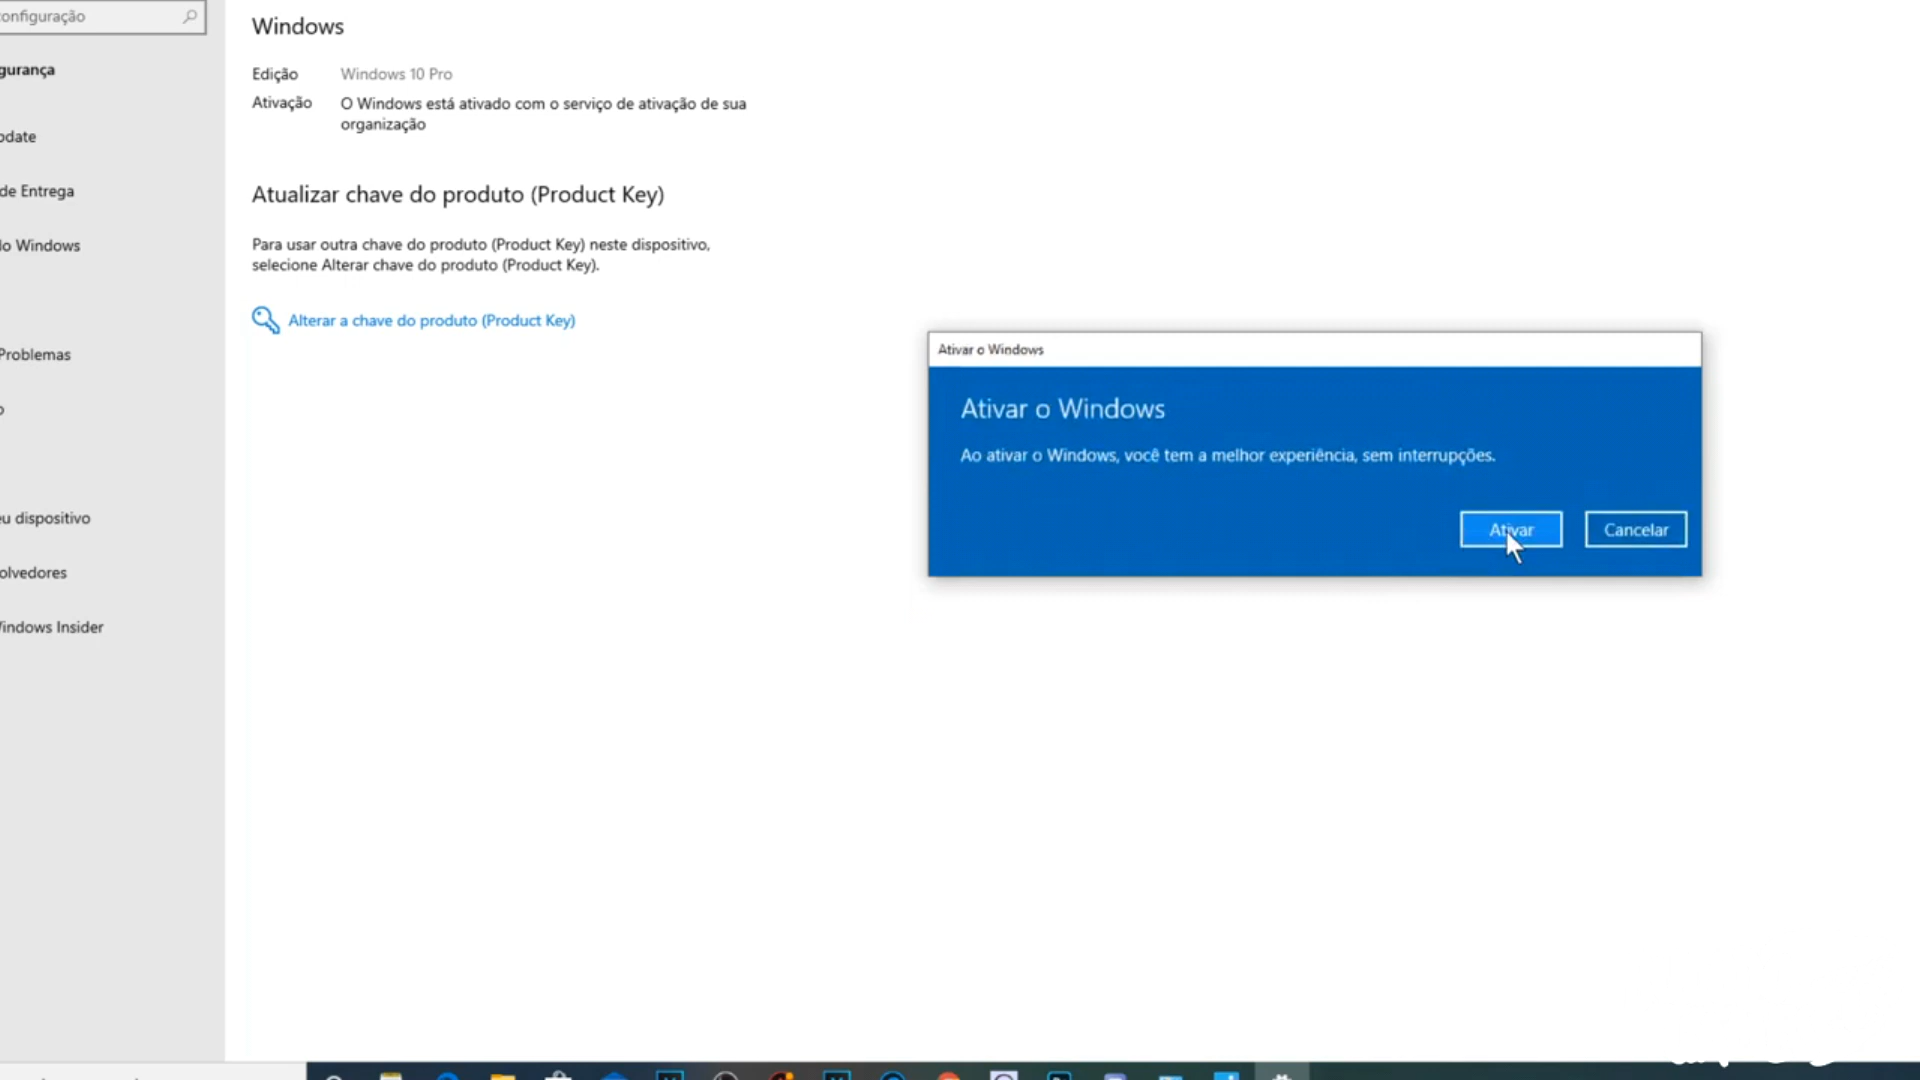 onfiguração
gurança
pdate
de Entrega
lo Windows
Problemas
o
eu dispositivo
olvedores
Windows Insider
Windows
Edição Windows 10 Pro
Ativação O Windows está ativado com o serviço de ativação de sua
organização
Atualizar chave do produto (Product Key)
Para usar outra chave do produto (Product Key) neste dispositivo,
selecione Alterar chave do produto (Product Key).
Alterar a chave do produto (Product Key)
Ativar o Windows
Ativar o Windows
Ao ativar o Windows, você tem a melhor experiência, sem interrupções.
Ativar Cancelar